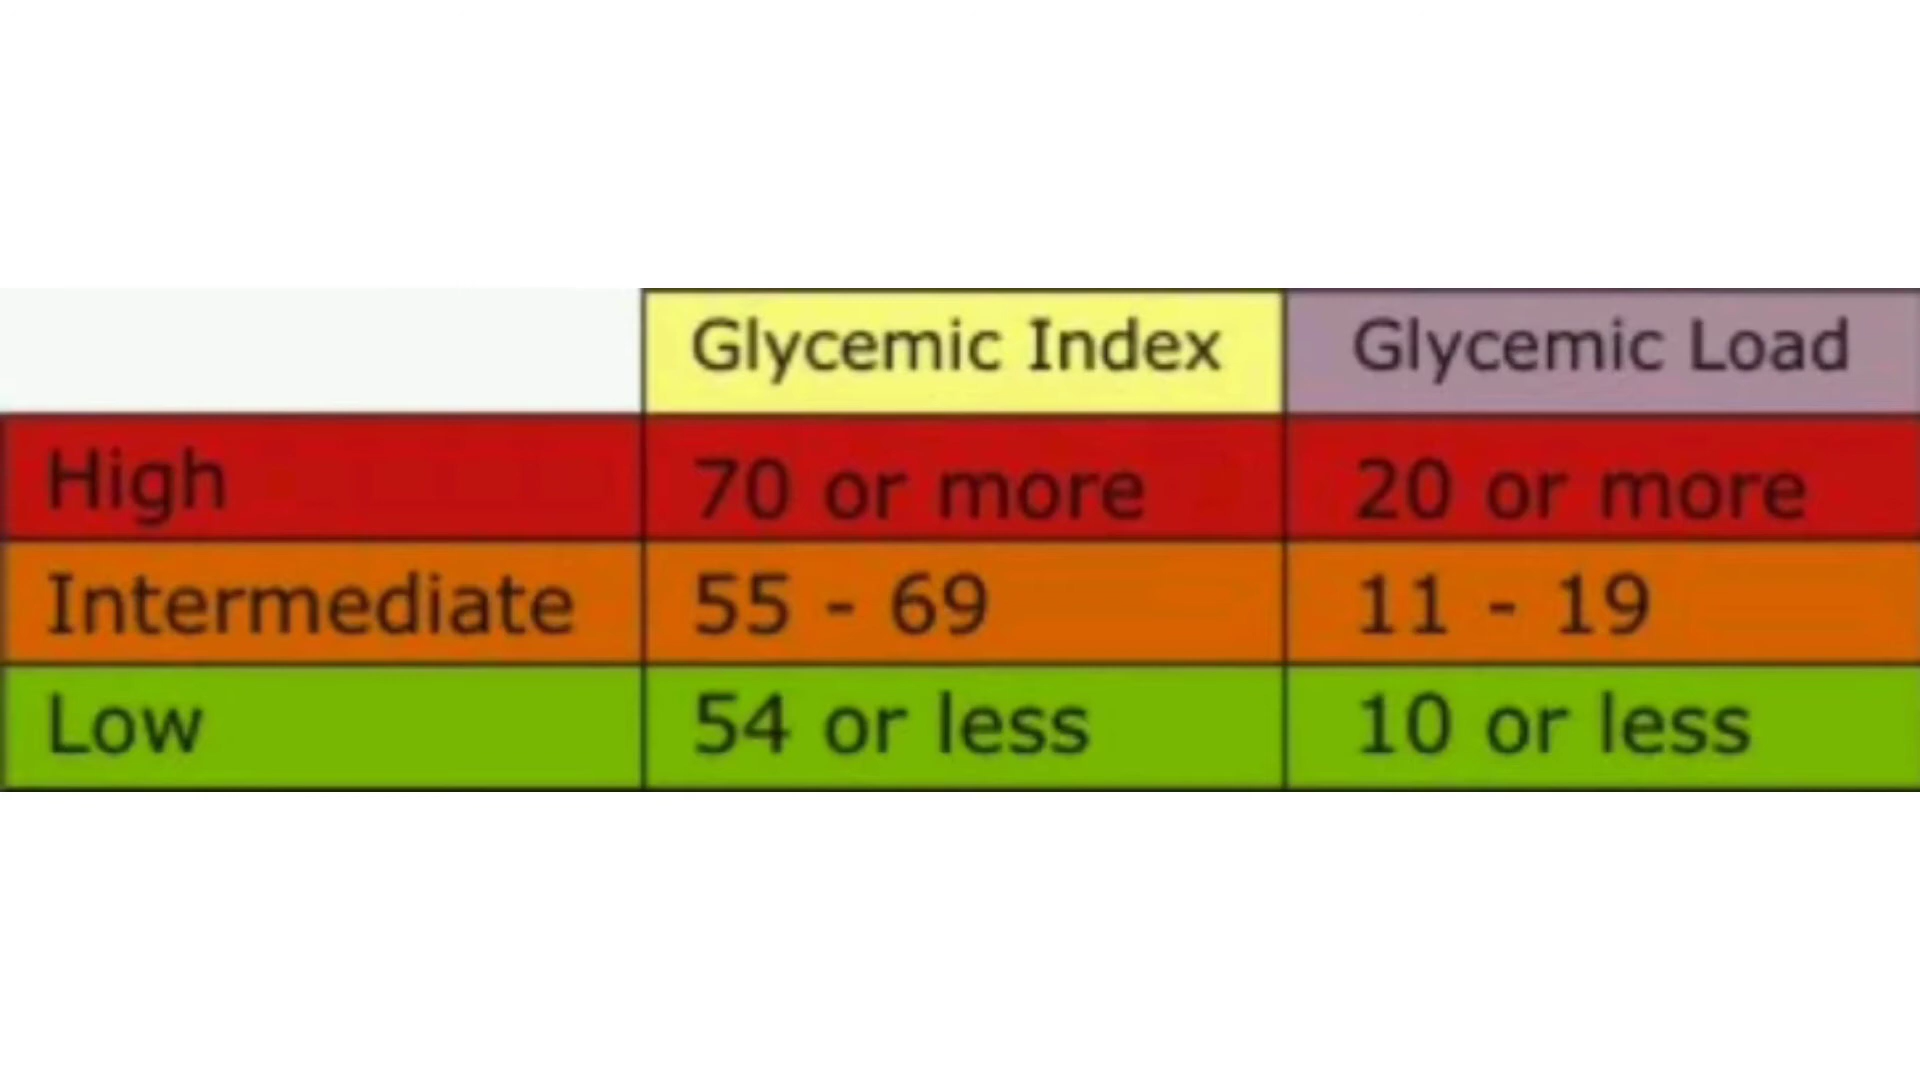 Glycemic Index Glycemic Load
High 70 or more 20 or more
Intermediate 55 - 69 11 - 19
Low 54 or less 10 or less